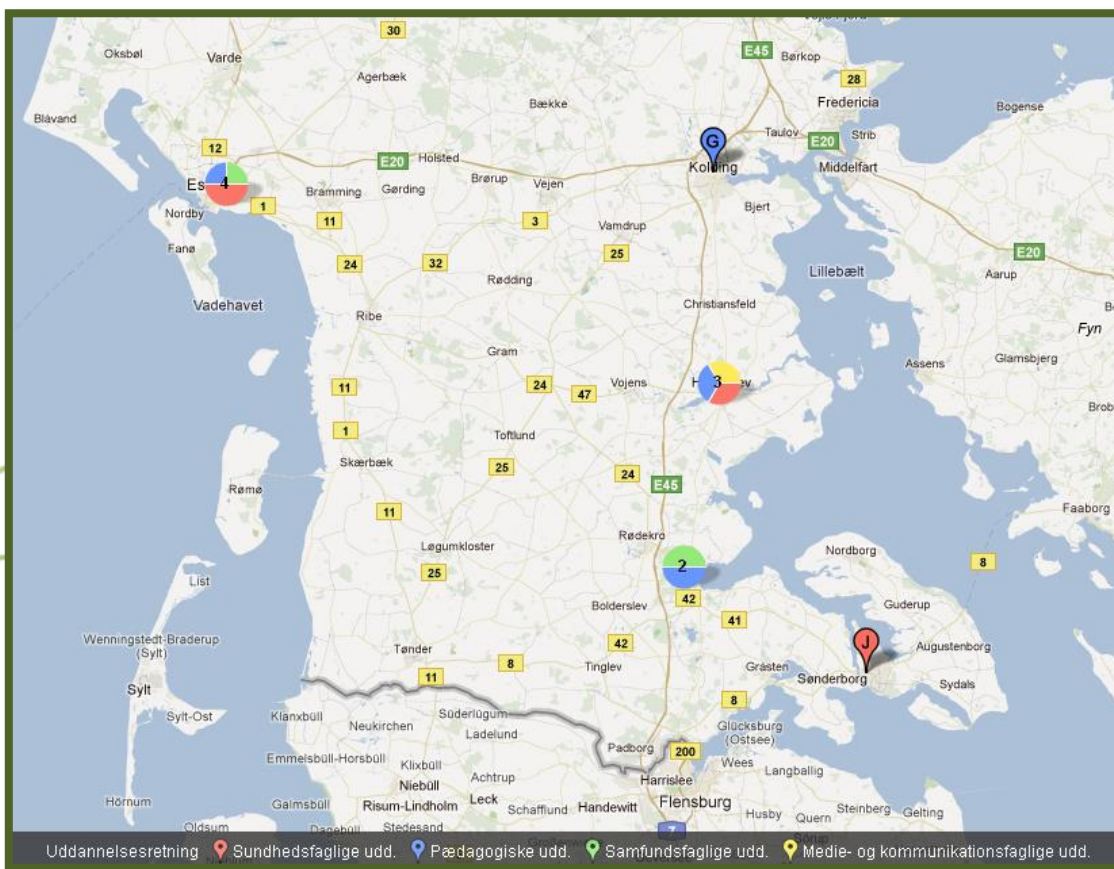 30
Oksbøl
Varde
E45
Børkop
Agerbæk
28
Fredericia
Bække
Bogense
Blåvand
Taulov
Strib
12
E20
Holsted
G
E20
Middelfart
Kolding
Es
4
Bramming
Gørding
Brørup
Vejen
Nordby
1
11
3
Bjert
Vamdrup
Fanø
25
E20
24
32
Lillebælt
Aarup
Rødding
Vadehavet
Christiansfeld
Ribe
Fyn
Gram
Assens
Glamsbjerg
11
24
47
Vojens
H
3
ev
1
Toftlund
Skærbæk
25
24
E45
Rømø
11
Faaborg
Rødekro
Løgumkloster
Nordborg
List
25
2
8
Bolderslev
42
Guderup
Wenningstedt-Braderup
(Sylt)
42
41
Augustenborg
Tønder
J
8
Tinglev
Gråsten
11
Sønderborg
Sydals
Sylt
8
Sylt-Ost
Klanxbüll
Neukirchen
Süderlügum
Ladelund
Glücksburg
(Ostsee)
Padborg
200
Wees
Emmelsbüll-Horsbüll
Klixbüll
Achtrup
Harrislee
Langballig
Niebüll
Hörnum
Galmsbüll
Risum-Lindholm
Leck
Schafflund
Handewitt
Flensburg
Husby
Steinberg
Gelting
Quern
Oldsum
Dagebüll
Stedesand
7
Sörup
Uddannelsesretning Sundhedsfaglige udd. Pædagogiske udd. Samfundsfaglige udd. Medie- og kommunikationsfaglige udd.